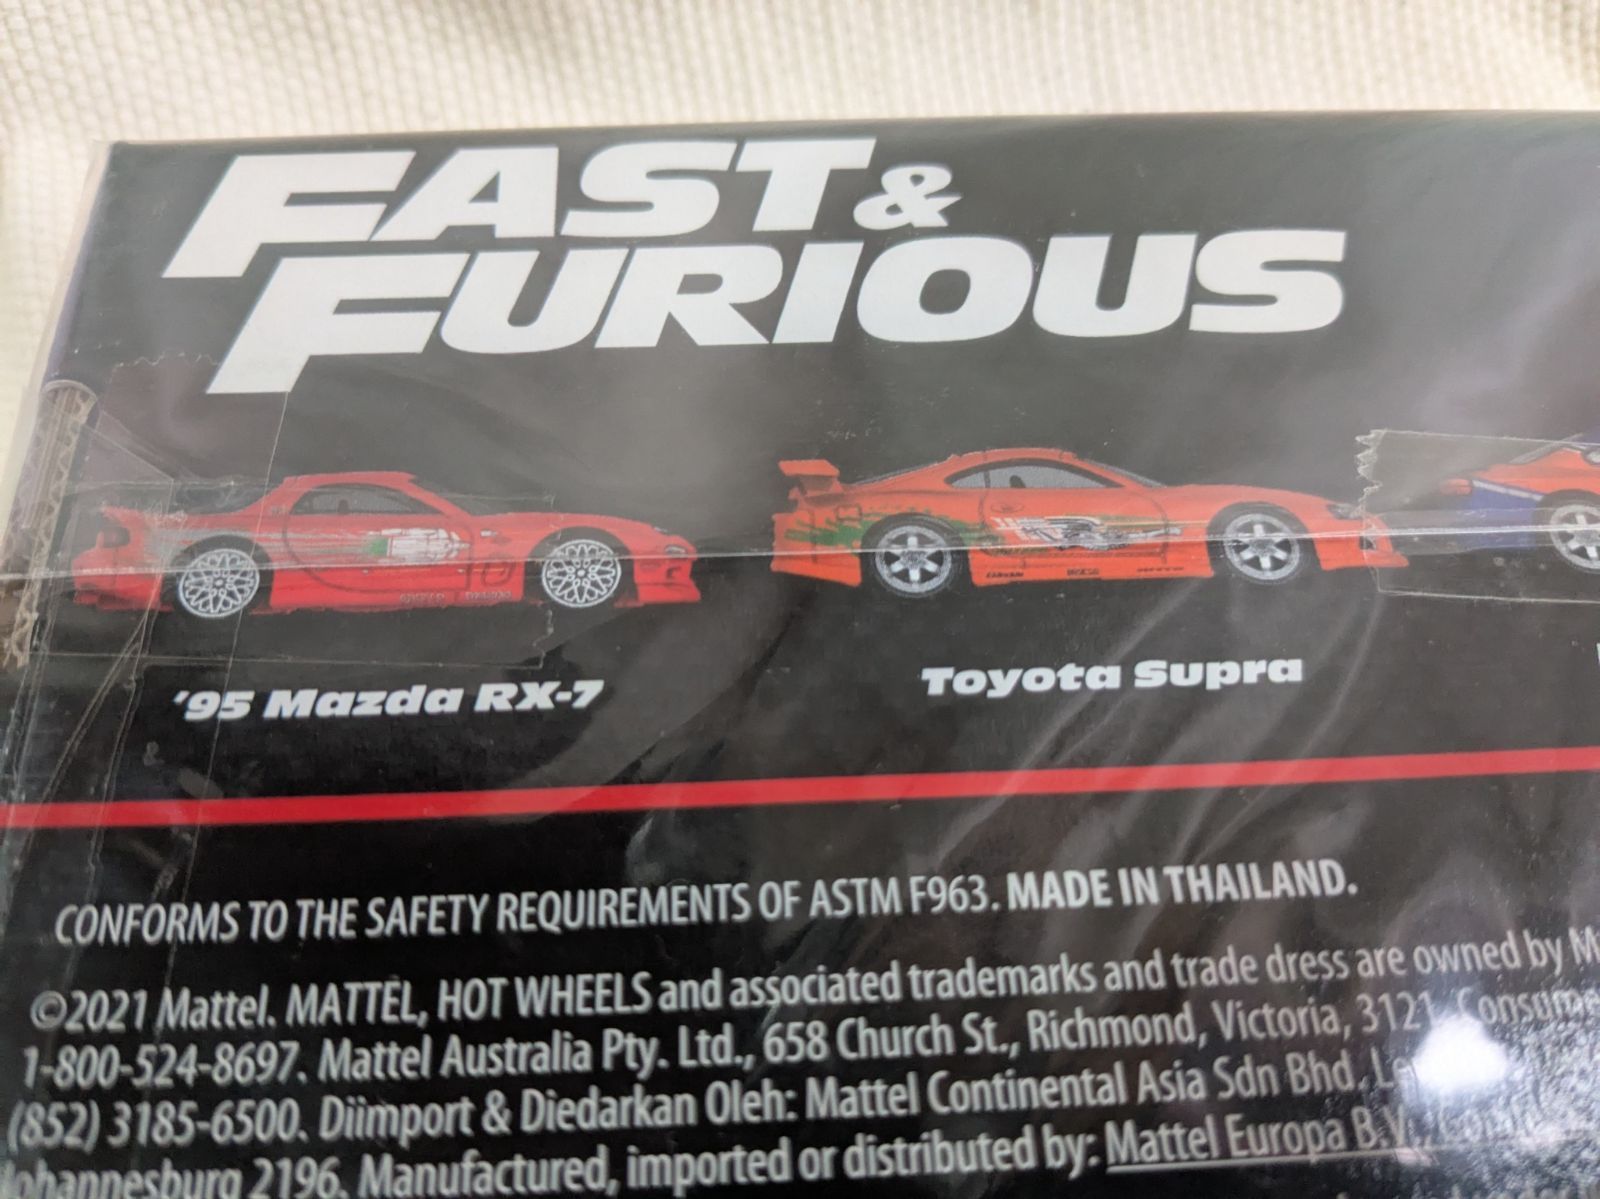 FAST &
FURIOUS
'95 Mazda RX-7
Toyota Supra
CONFORMS TO THE SAFETY REQUIREMENTS OF ASTM F963. MADE IN THAILAND.
©2021 Mattel. MATTEL, HOT WHEELS and associated trademarks and trade dress are owned by
1-800-524-8697. Mattel Australia Pty. Ltd., 658 Church St., Richmond, Victoria, 3121. Consume
(852) 3185-6500. Diimport & Diedarkan Oleh: Mattel Continental Asia Sdn Bhd.
Johannesburg 2196. Manufactured, imported or distributed by: Mattel Europa B.V.,